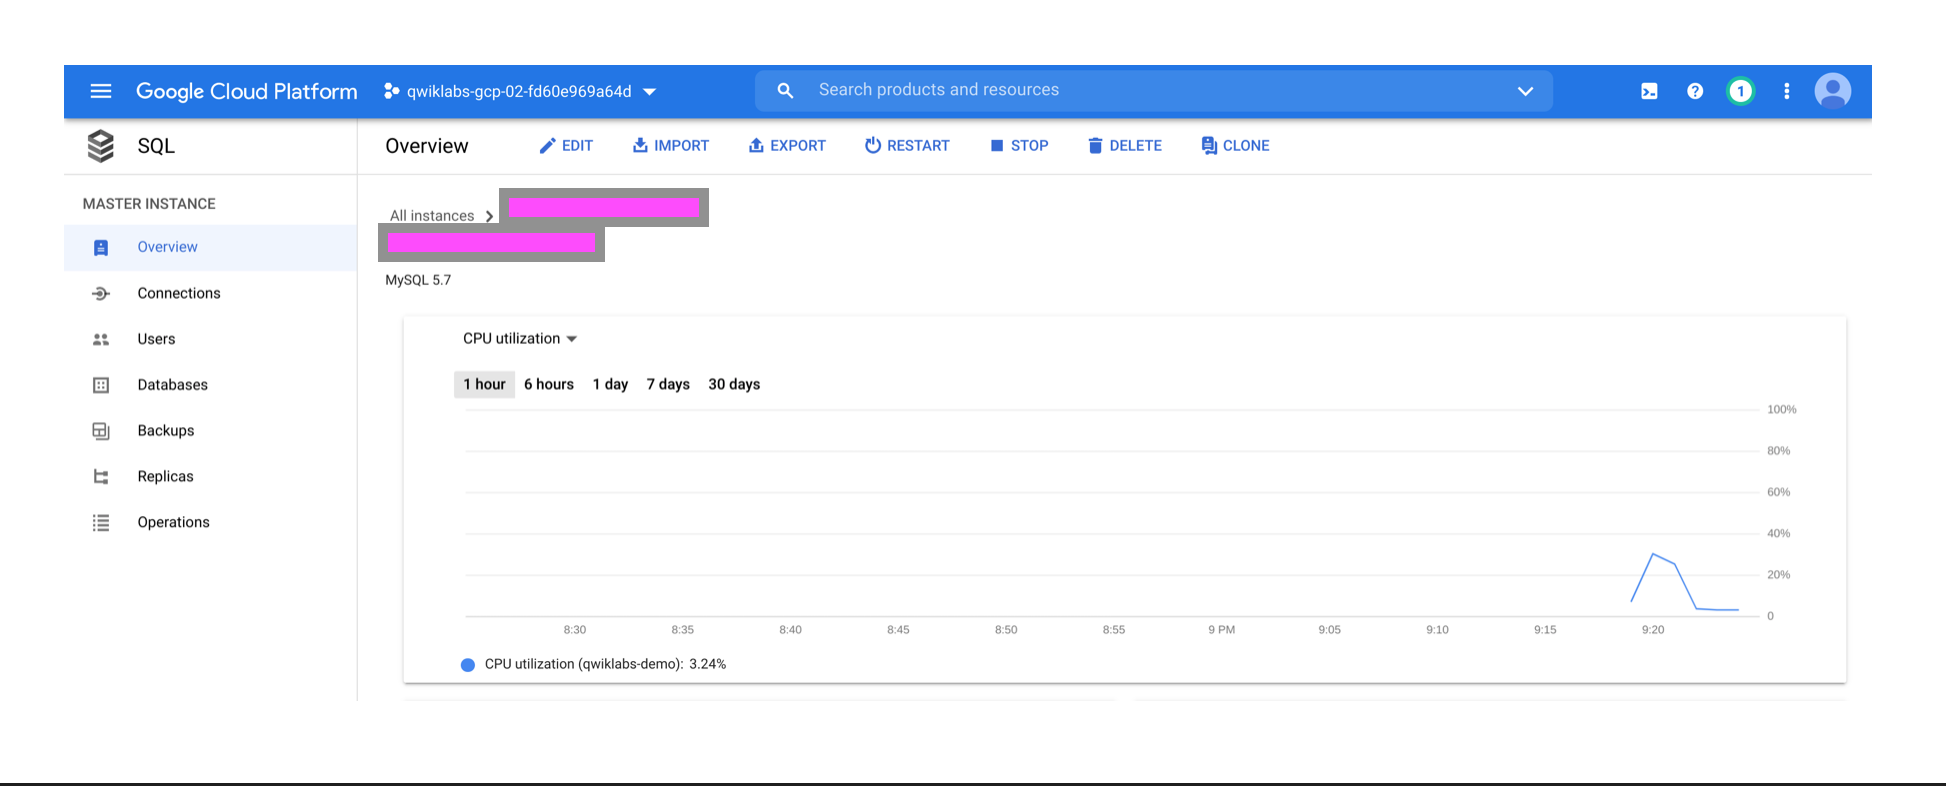 Google Cloud Platform
qwiklabs-gcp-02-fd60e969a64d
Search products and resources
1
SQL
Overview
EDIT
IMPORT
EXPORT
RESTART
STOP
DELETE
CLONE
MASTER INSTANCE
Overview
Connections
Users
Databases
Backups
Replicas
Operations
All instances
MySQL 5.7
CPU utilization
1 hour 6 hours 1 day 7 days 30 days
100%
80%
60%
40%
20%
0
8:30 8:35 8:40 8:45 8:50 8:55 9 PM 9:05 9:10 9:15 9:20
CPU utilization (qwiklabs-demo): 3.24%